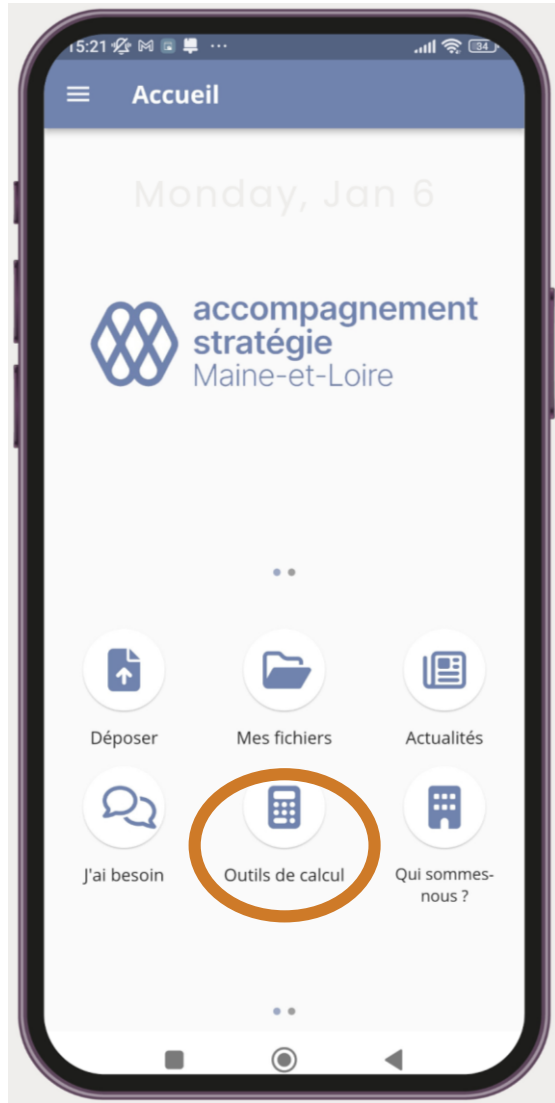 15:21
34
Accueil
Monday, Jan 6
accompagnement
stratégie
Maine-et-Loire
Déposer
Mes fichiers
Actualités
J'ai besoin
Outils de calcul
Qui sommes-
nous ?